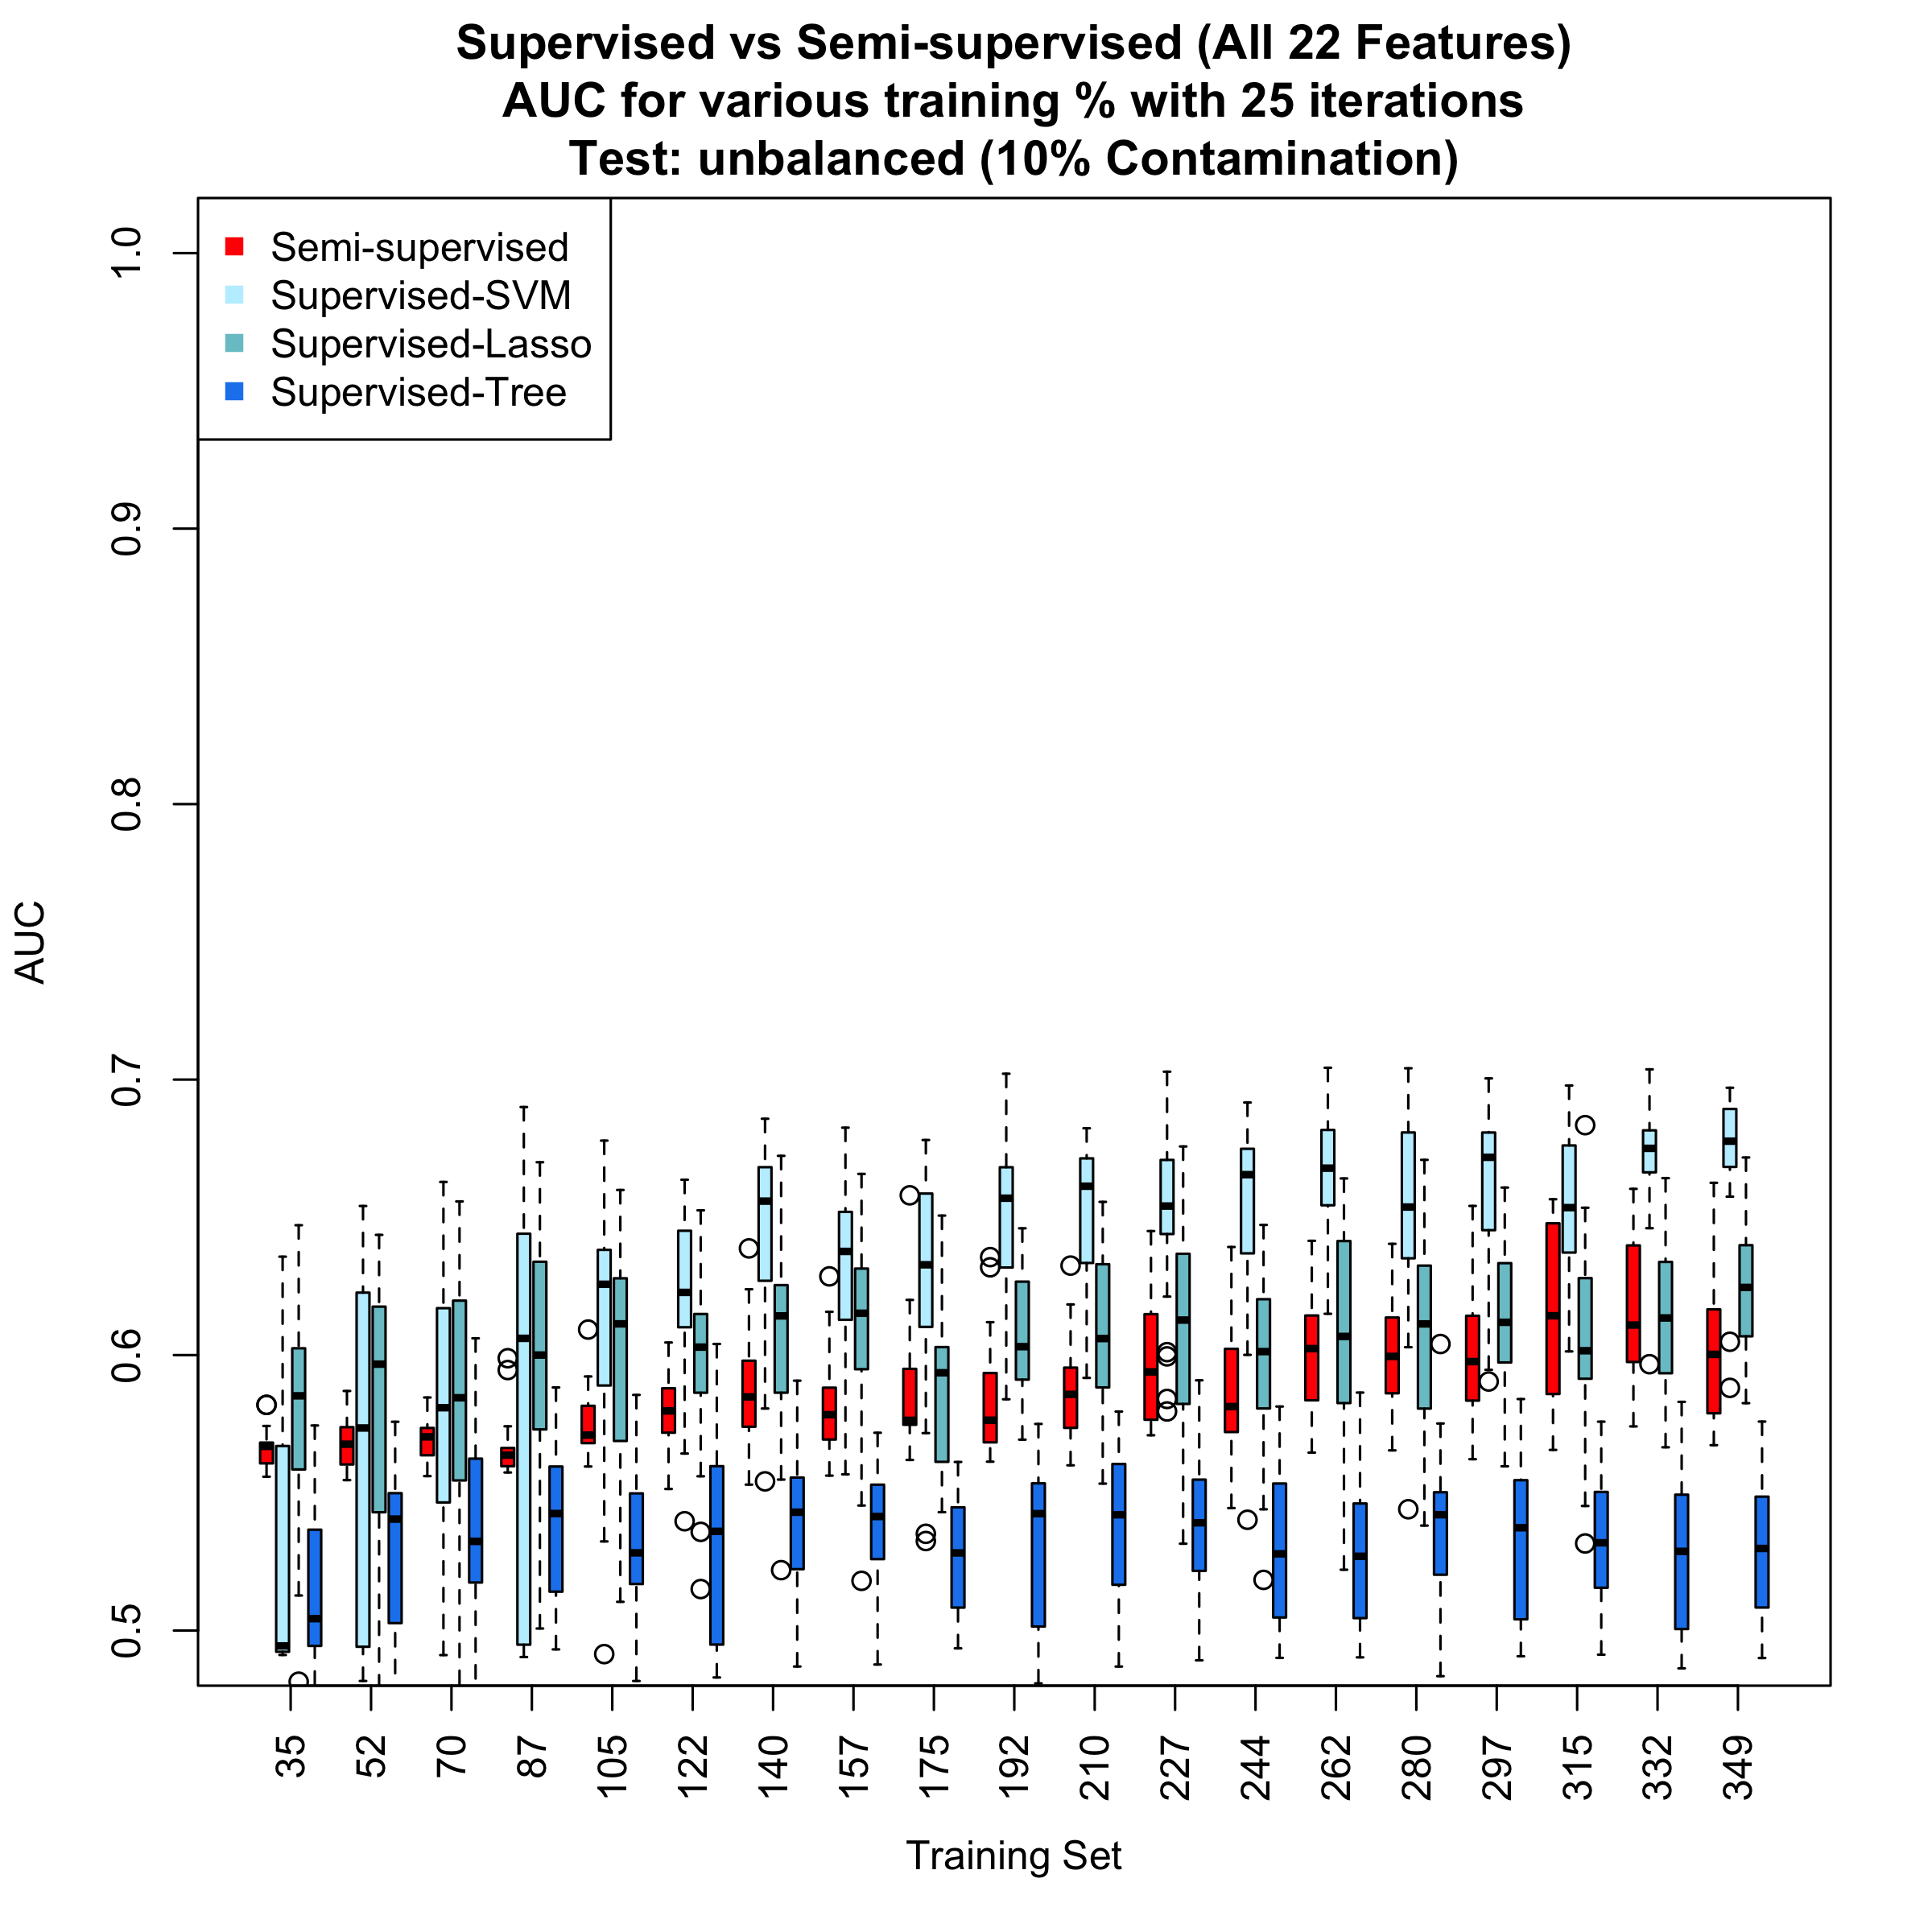 Supervised vs Semi-supervised (All 22 Features)
AUC for various training % with 25 iterations
Test: unbalanced (10% Contamination)
Semi-supervised
Supervised-SVM
Supervised-Lasso
Supervised-Tree
1.0
0.9
0.8
0.7
0.6
0.5
AUC
35 52 70 87 105 122 140 157 175 192 210 227 244 262 280 297 315 332 349
Training Set